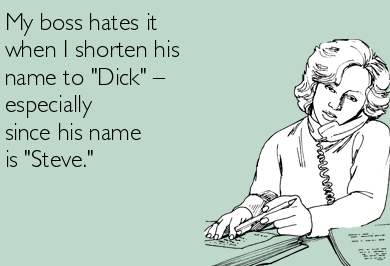 My boss hates it
when I shorten his
name to "Dick" –
especially
since his name
is "Steve."